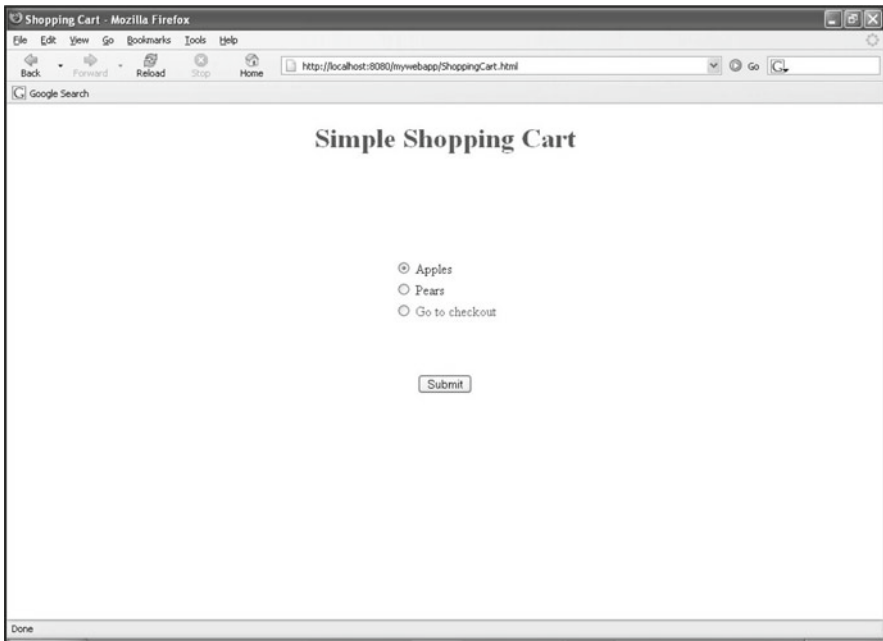 Shopping Cart - Mozilla Firefox
File Edit View Go Bookmarks Tools Help
Back Forward Reload Stop Home http://localhost:8080/mywebapp/ShoppingCart.html Go G
G Google Search
Simple Shopping Cart
Apples
Pears
Go to checkout
Submit
Done